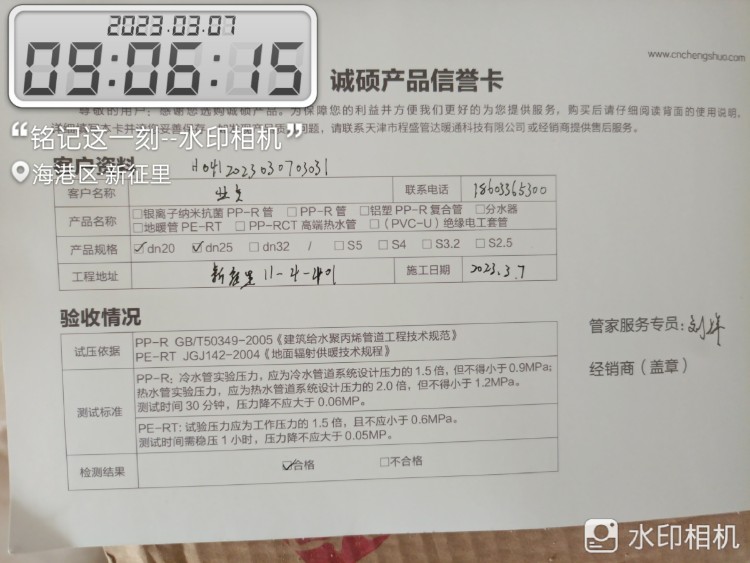 2023.03.07
09:06:15
www.cnchengshuo.com
诚硕产品信誉卡
尊敬的用户：感谢您选购诚硕产品。为保障您的利益并方便我们更好的为您提供服务，购买后请仔细阅读背面的使用说明，
问题，请联系天津市程盛管达暖通科技有限公司或经销商提供售后服务。
“铭记这一刻--水印相机”
海港区·新征里
客户资料 H041202303070S031
客户名称 业主 联系电话 18603365300
产品名称 □银离子纳米抗菌 PP-R 管 □ PP-R 管 □铝塑 PP-R 复合管 □分水器
□地暖管 PE-RT □ PP-RCT 高端热水管 □（PVC-U）绝缘电工套管
产品规格 ☑dn20 ☑dn25 □dn32 / □S5 □S4 □S3.2 □S2.5
工程地址 新征里 11-4-401 施工日期 2023.3.7
验收情况
试压依据 PP-R GB/T50349-2005《建筑给水聚丙烯管道工程技术规范》
PE-RT JGJ142-2004《地面辐射供暖技术规程》
测试标准 PP-R：冷水管实验压力，应为冷水管道系统设计压力的 1.5 倍，但不得小于 0.9MPa；
热水管实验压力，应为热水管道系统设计压力的 2.0 倍，但不得小于 1.2MPa。
测试时间 30 分钟，压力降不应大于 0.06MP。
PE-RT：试验压力应为工作压力的 1.5 倍，且不应小于 0.6MPa。
测试时间需稳压 1 小时，压力降不应大于 0.05MP。
检测结果 ☑合格 □不合格
管家服务专员：刘
经销商（盖章）
水印相机